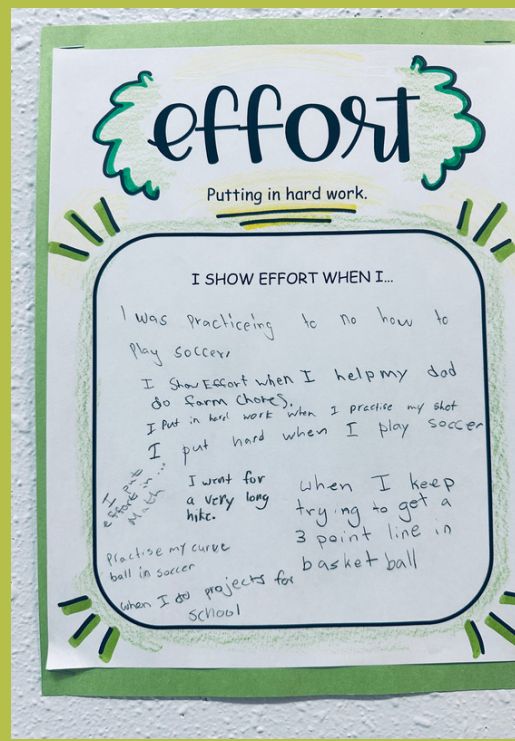 effort
Putting in hard work.
I SHOW EFFORT WHEN I...
I was Practiceing to no how to
Play soccer,
I Show Effort when I help my dad
do farm chores.
I Put in hard work when I practise my shot
I put hard when I play soccer
I put
effort in ...
Math
I went for
a very long
hike.
when I keep
trying to get a
3 point line in
basket ball
Practise my curve
ball in soccer
when I do projects for
school